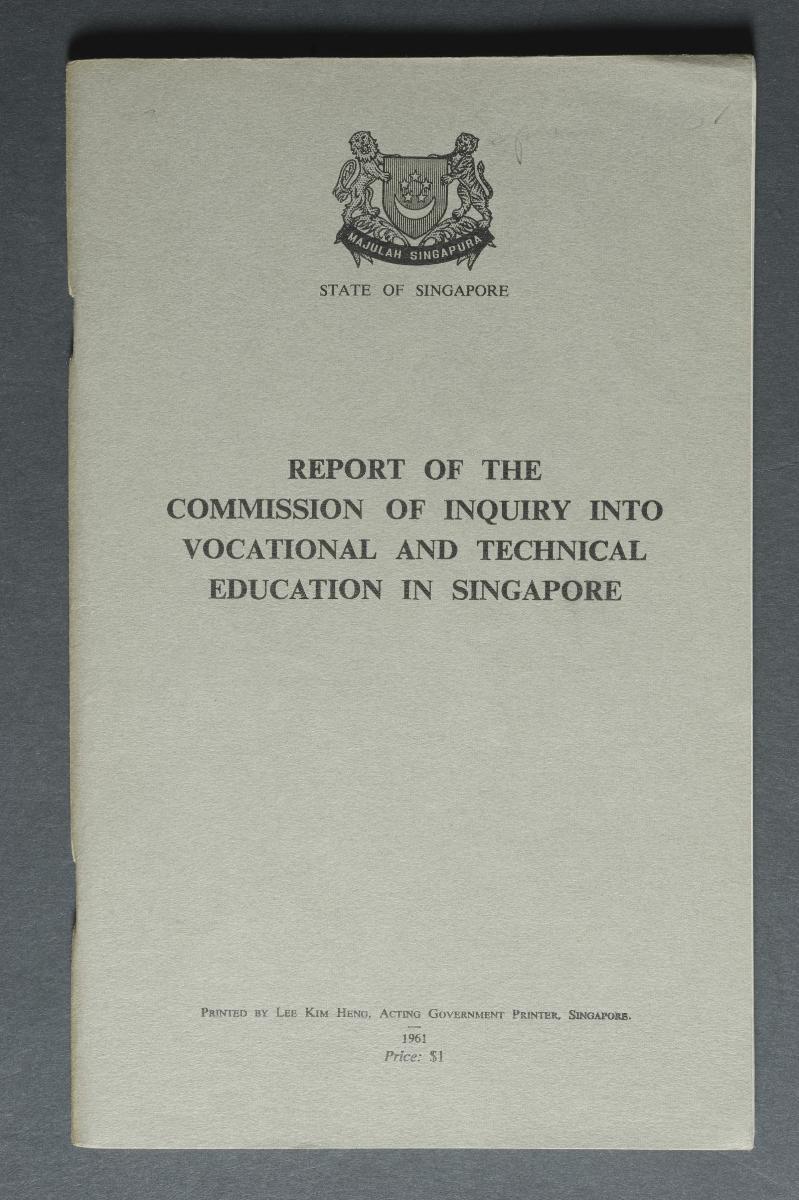 MAJULAH SINGAPURA
STATE OF SINGAPORE
REPORT OF THE
COMMISSION OF INQUIRY INTO
VOCATIONAL AND TECHNICAL
EDUCATION IN SINGAPORE
PRINTED BY LEE KIM HENG, ACTING GOVERNMENT PRINTER, SINGAPORE.
1961
Price: $1